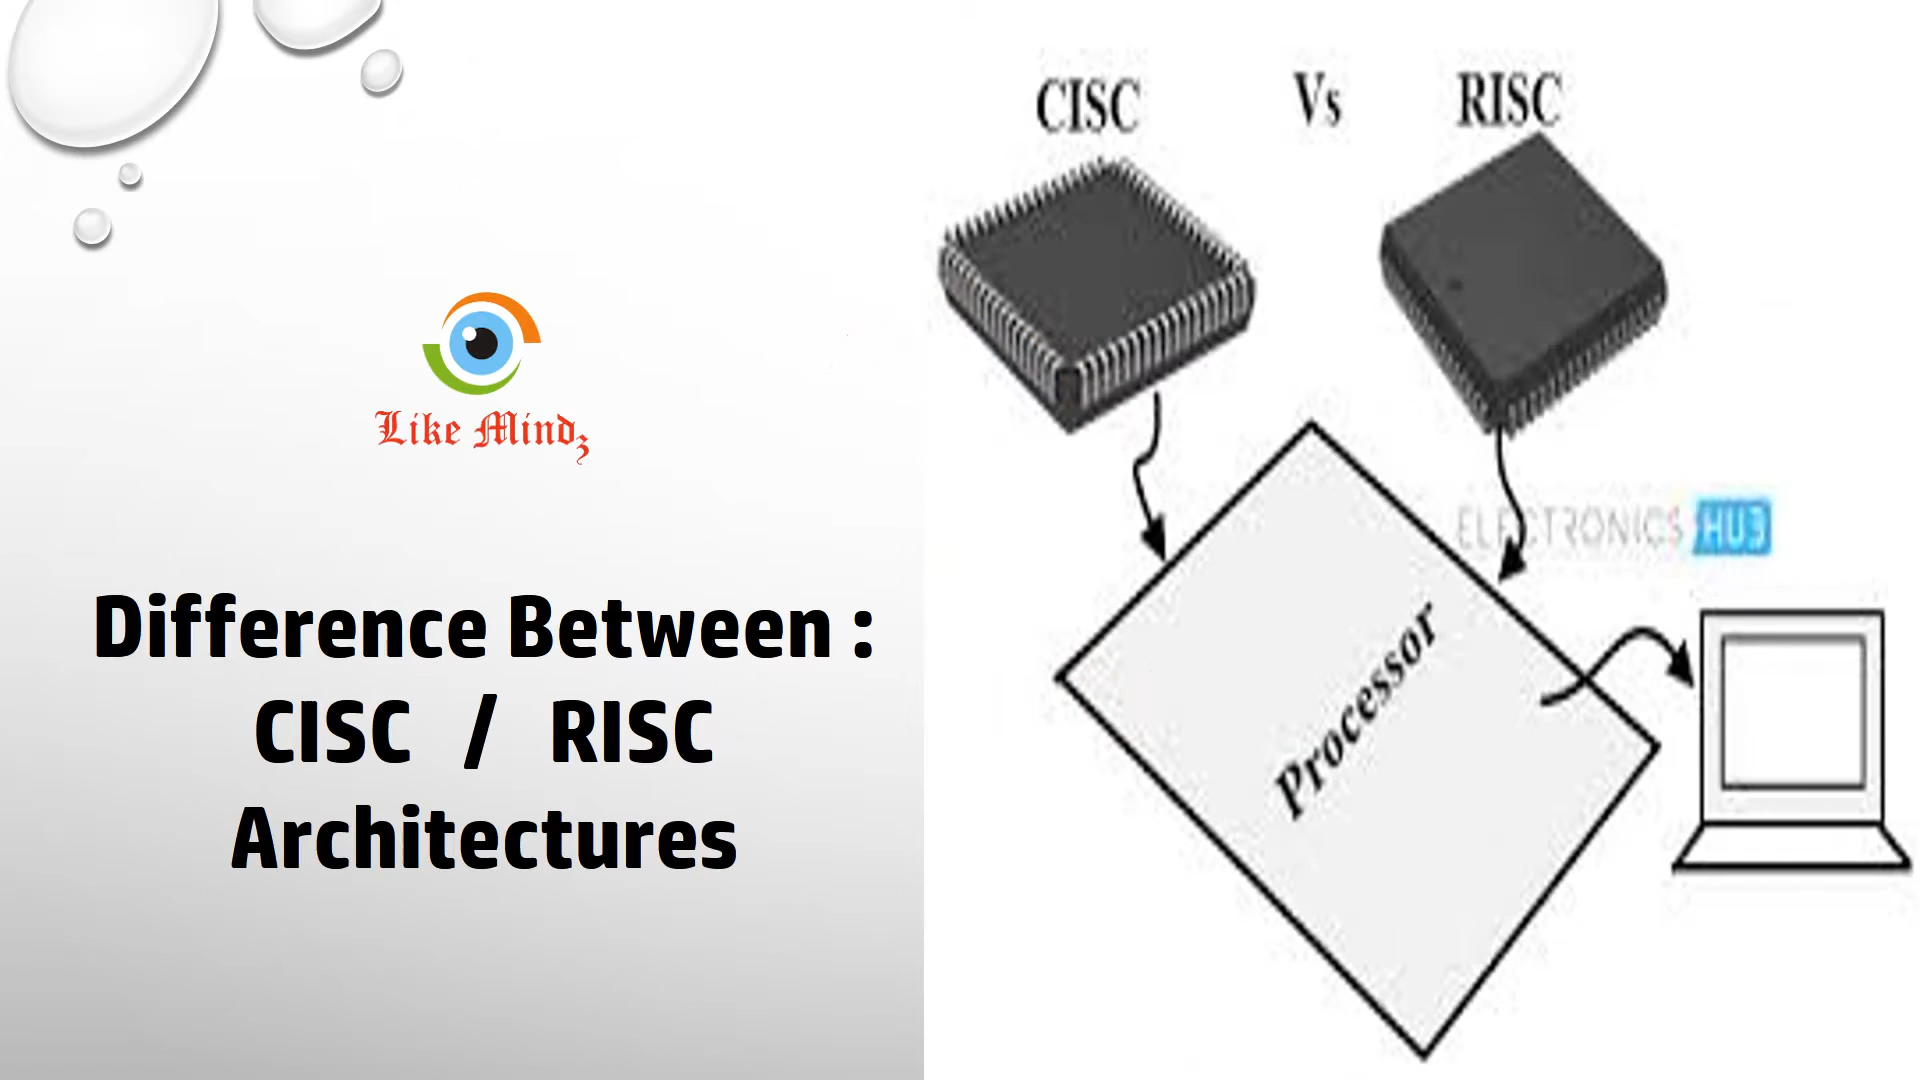 Like Mindz
Difference Between :
CISC / RISC
Architectures
CISC Vs RISC
ELECTRONICS HUB
Processor